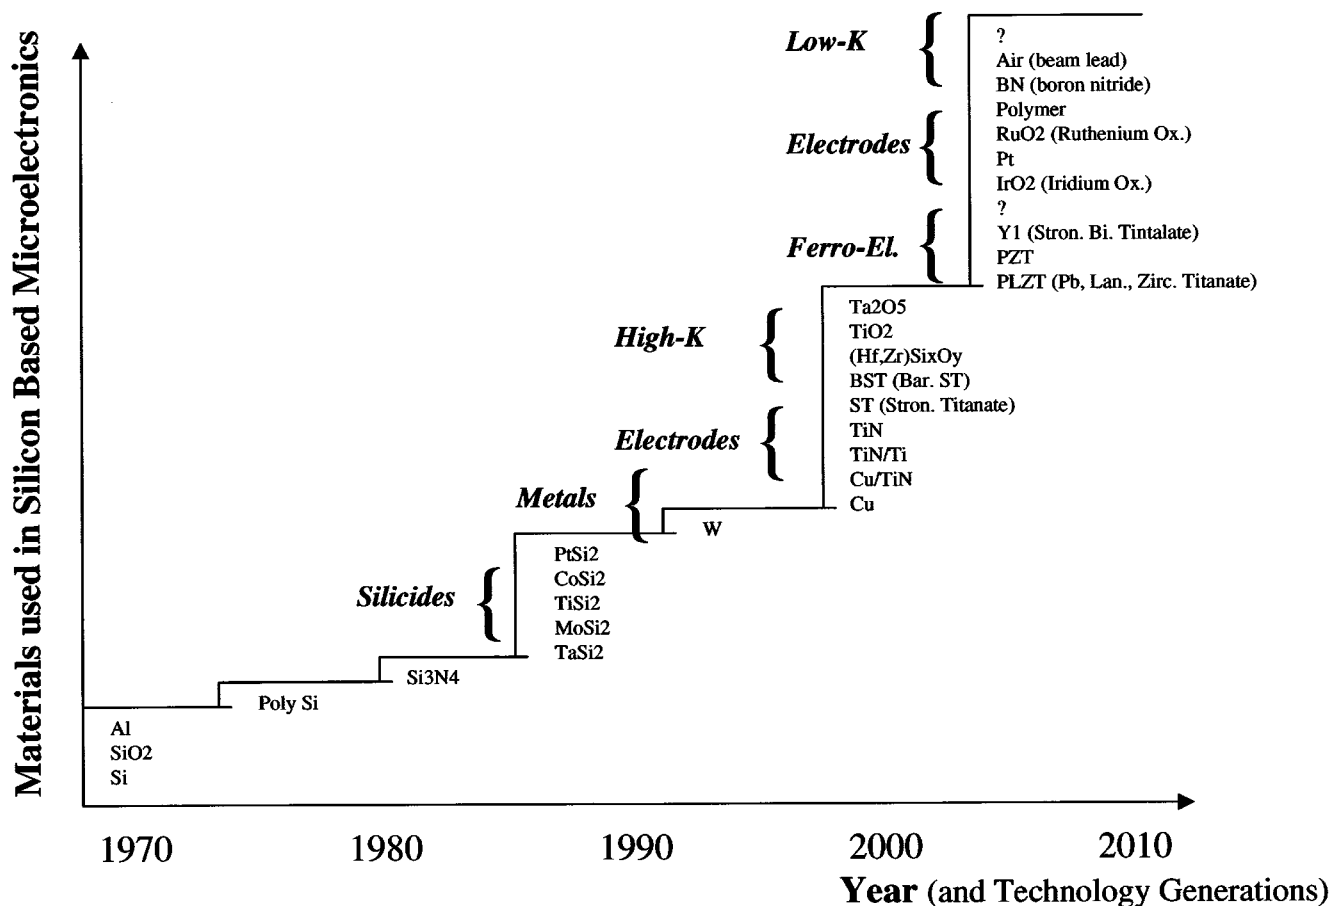 Materials used in Silicon Based Microelectronics
Low-K
?
Air (beam lead)
BN (boron nitride)
Polymer
Electrodes
RuO2 (Ruthenium Ox.)
Pt
IrO2 (Iridium Ox.)
?
Ferro-El.
Y1 (Stron. Bi. Tintalate)
PZT
PLZT (Pb, Lan., Zirc. Titanate)
High-K
Ta2O5
TiO2
(Hf,Zr)SixOy
BST (Bar. ST)
ST (Stron. Titanate)
Electrodes
TiN
TiN/Ti
Cu/TiN
Cu
Metals
W
Silicides
PtSi2
CoSi2
TiSi2
MoSi2
TaSi2
Si3N4
Poly Si
Al
SiO2
Si
1970 1980 1990 2000 2010
Year (and Technology Generations)